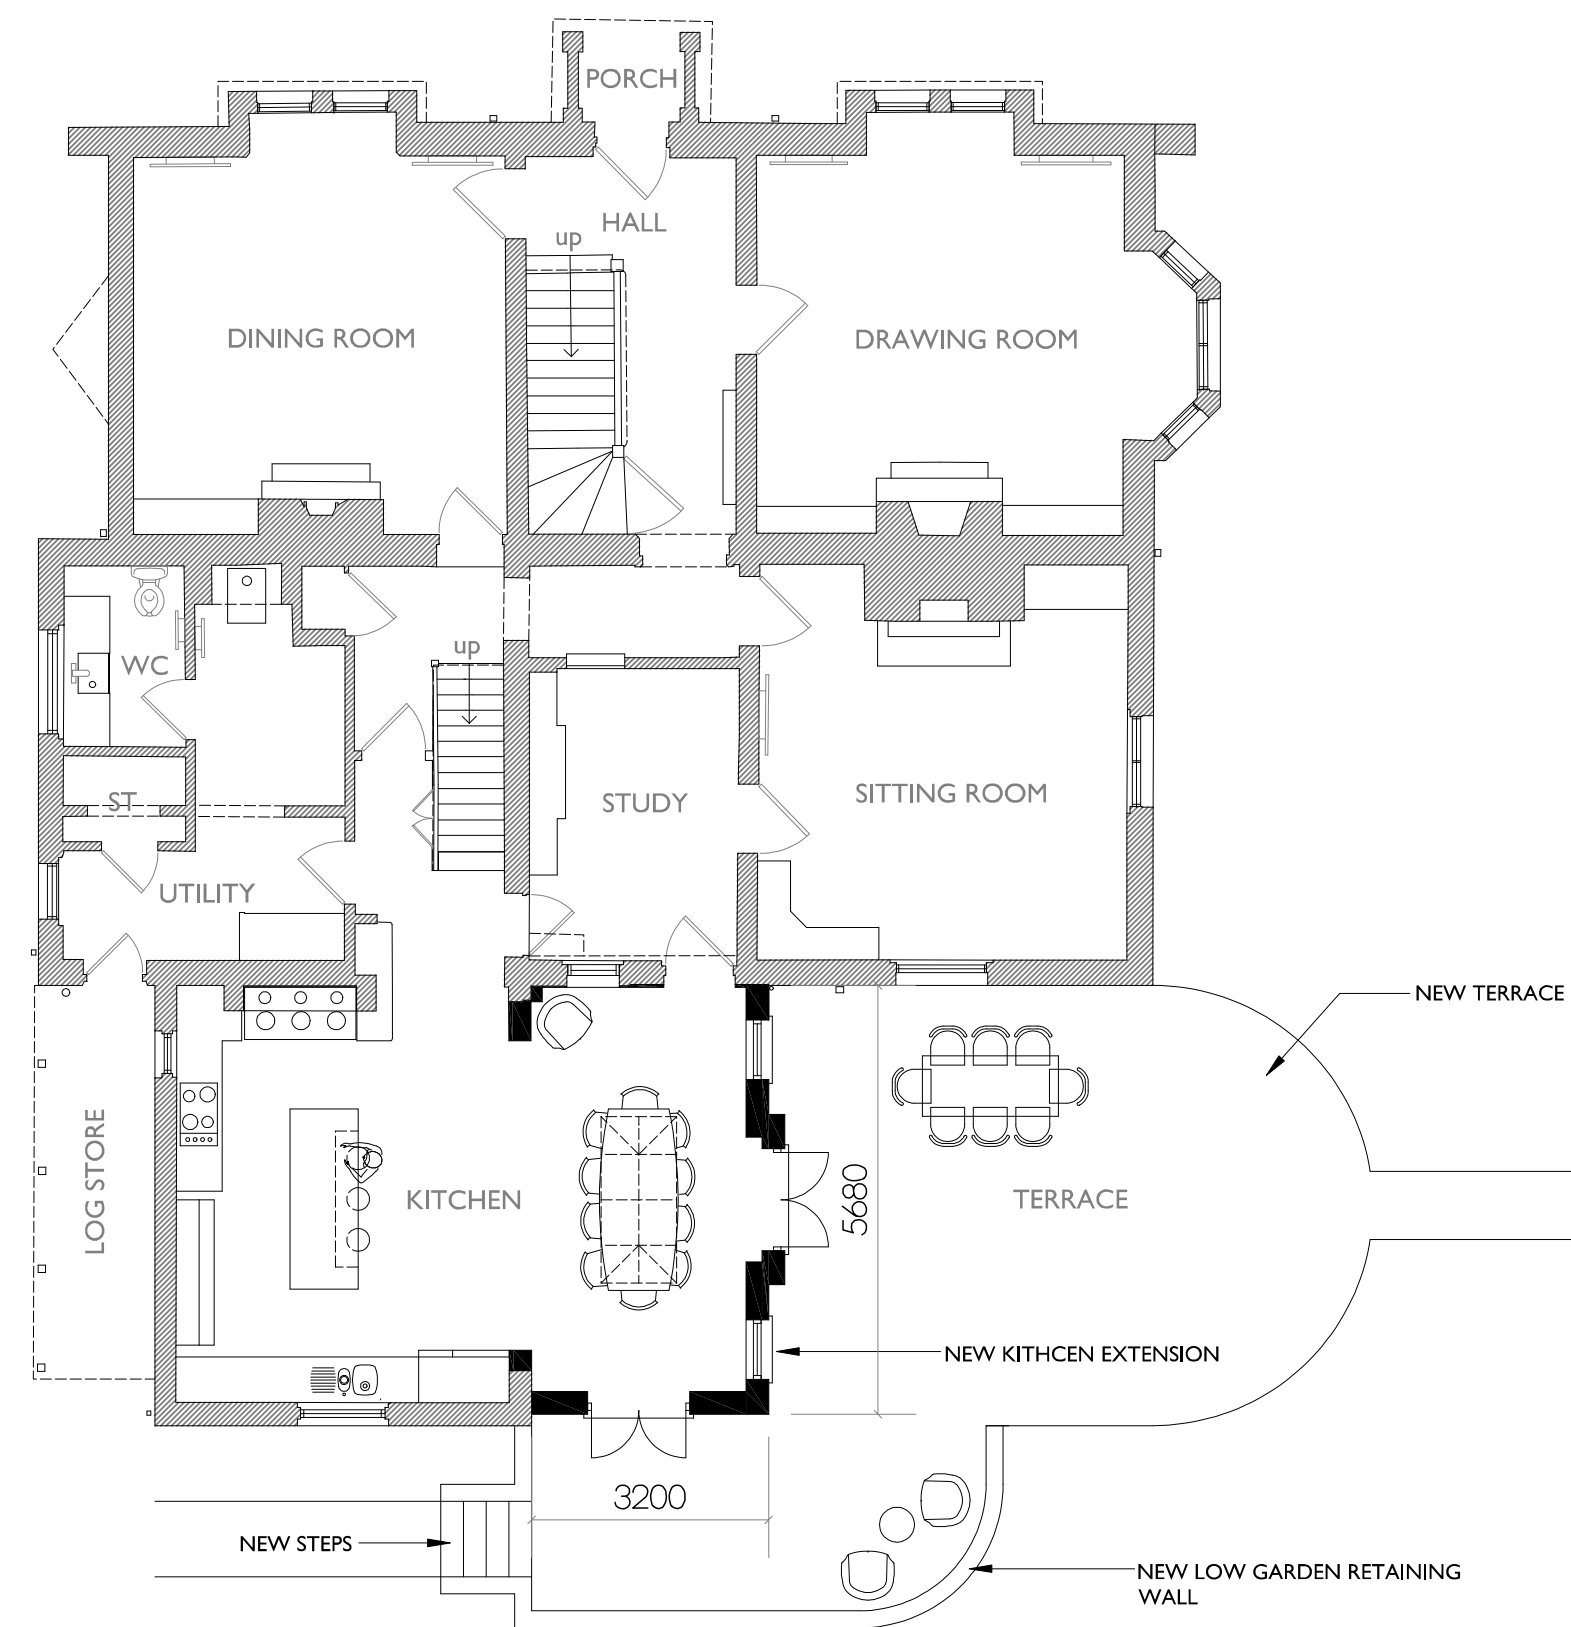 PORCH
HALL
up
DINING ROOM
DRAWING ROOM
up
WC
ST
STUDY
SITTING ROOM
UTILITY
NEW TERRACE
LOG STORE
KITCHEN
5680
TERRACE
NEW KITHCEN EXTENSION
3200
NEW STEPS
NEW LOW GARDEN RETAINING
WALL